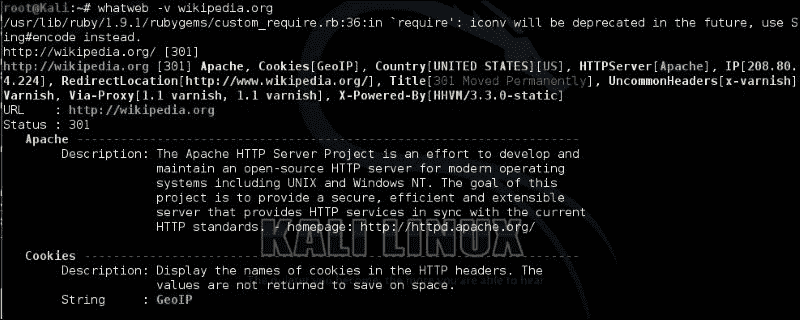 root@Kali:~# whatweb -v wikipedia.org
/usr/lib/ruby/1.9.1/rubygems/custom_require.rb:36:in `require': iconv will be deprecated in the future, use S
ing#encode instead.
http://wikipedia.org/ [301]
http://wikipedia.org [301] Apache, Cookies[GeoIP], Country[UNITED STATES][US], HTTPServer[Apache], IP[208.80.
4.224], RedirectLocation[http://www.wikipedia.org/], Title[301 Moved Permanently], UncommonHeaders[x-varnish]
Varnish, Via-Proxy[1.1 varnish, 1.1 varnish], X-Powered-By[HHVM/3.3.0-static]
URL    : http://wikipedia.org
Status : 301
   Apache ------------------------------------------------------------------
        Description: The Apache HTTP Server Project is an effort to develop and
                     maintain an open-source HTTP server for modern operating
                     systems including UNIX and Windows NT. The goal of this
                     project is to provide a secure, efficient and extensible
                     server that provides HTTP services in sync with the current
                     HTTP standards. - homepage: http://httpd.apache.org/
KALI LINUX
   Cookies -----------------------------------------------------------------
        Description: Display the names of cookies in the HTTP headers. The
                     values are not returned to save on space.
        String     : GeoIP